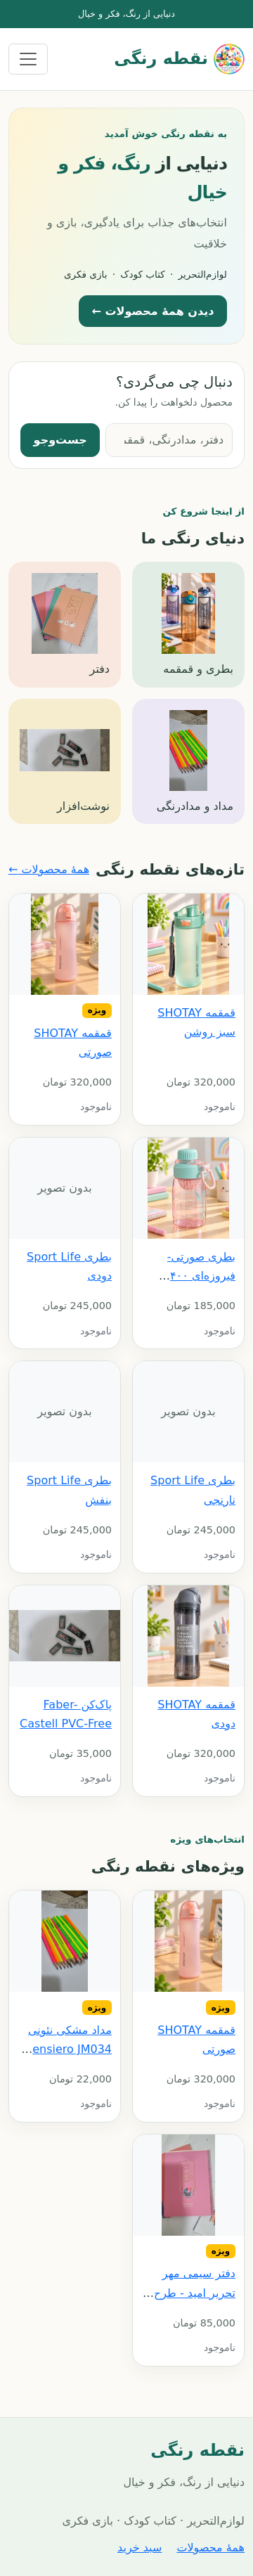 دنیایی از رنگ، فکر و خیال
نقطه رنگی
به نقطه رنگی خوش آمدید
دنیایی از رنگ، فکر و
خیال
انتخاب‌های جذاب برای یادگیری، بازی و
خلاقیت
لوازم‌التحریر · کتاب کودک · بازی فکری
دیدن همهٔ محصولات ←
دنبال چی می‌گردی؟
محصول دلخواهت را پیدا کن.
دفتر، مدادرنگی، قمقه
جست‌وجو
از اینجا شروع کن
دنیای رنگی ما
بطری و قمقمه
دفتر
مداد و مدادرنگی
نوشت‌افزار
تازه‌های نقطه رنگی
همهٔ محصولات ←
قمقمه SHOTAY
سبز روشن
320,000 تومان
ناموجود
ویژه
قمقمه SHOTAY
صورتی
320,000 تومان
ناموجود
بطری صورتی-
فیروزه‌ای ۴۰۰...
185,000 تومان
ناموجود
بدون تصویر
بطری Sport Life
دودی
245,000 تومان
ناموجود
بدون تصویر
بطری Sport Life
نارنجی
245,000 تومان
ناموجود
بدون تصویر
بطری Sport Life
بنفش
245,000 تومان
ناموجود
قمقمه SHOTAY
دودی
320,000 تومان
ناموجود
پاک‌کن Faber-
Castell PVC-Free
35,000 تومان
ناموجود
انتخاب‌های ویژه
ویژه‌های نقطه رنگی
ویژه
قمقمه SHOTAY
صورتی
320,000 تومان
ناموجود
ویژه
مداد مشکی نئونی
ensiero JM034...
22,000 تومان
ناموجود
ویژه
دفتر سیمی مهر
تحریر امید - طرح...
85,000 تومان
ناموجود
نقطه رنگی
دنیایی از رنگ، فکر و خیال
لوازم‌التحریر · کتاب کودک · بازی فکری
همهٔ محصولات
سبد خرید